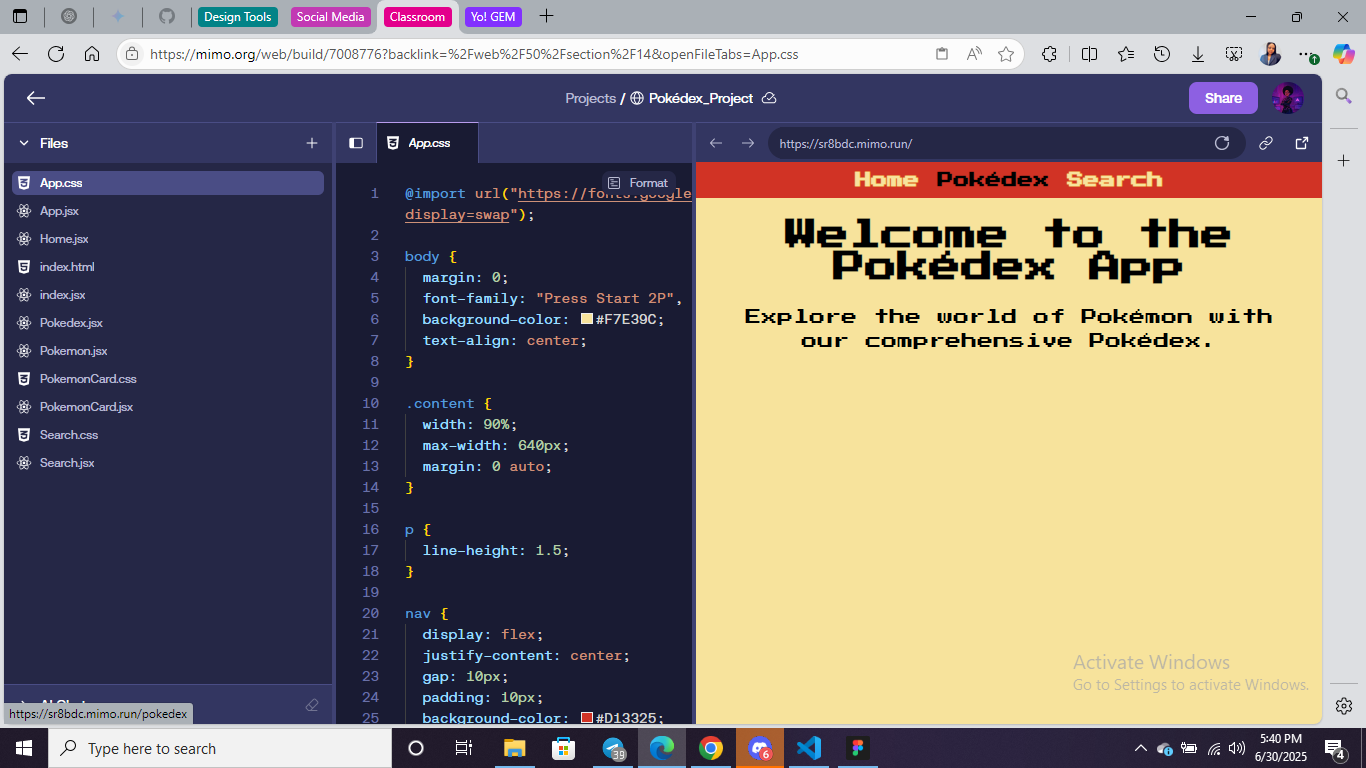 Design Tools
Social Media
Classroom
Yo! GEM
https://mimo.org/web/build/7008776?backlink=%2Fweb%2F50%2Fsection%2F14&openFileTabs=App.css
Projects / Pokédex_Project
Share
Files
App.css
https://sr8bdc.mimo.run/
App.css
App.jsx
Home.jsx
index.html
index.jsx
Pokedex.jsx
Pokemon.jsx
PokemonCard.css
PokemonCard.jsx
Search.css
Search.jsx
https://sr8bdc.mimo.run/pokedex
Format
1 @import url("https://fonts.google
display=swap");
2
3 body {
4 margin: 0;
5 font-family: "Press Start 2P",
6 background-color: #F7E39C;
7 text-align: center;
8 }
9
10 .content {
11 width: 90%;
12 max-width: 640px;
13 margin: 0 auto;
14 }
15
16 p {
17 line-height: 1.5;
18 }
19
20 nav {
21 display: flex;
22 justify-content: center;
23 gap: 10px;
24 padding: 10px;
25 background-color: #D13325;
Home Pokédex Search
Welcome to the
Pokédex App
Explore the world of Pokémon with
our comprehensive Pokédex.
Activate Windows
Go to Settings to activate Windows.
Type here to search
39
6
5:40 PM
6/30/2025
4